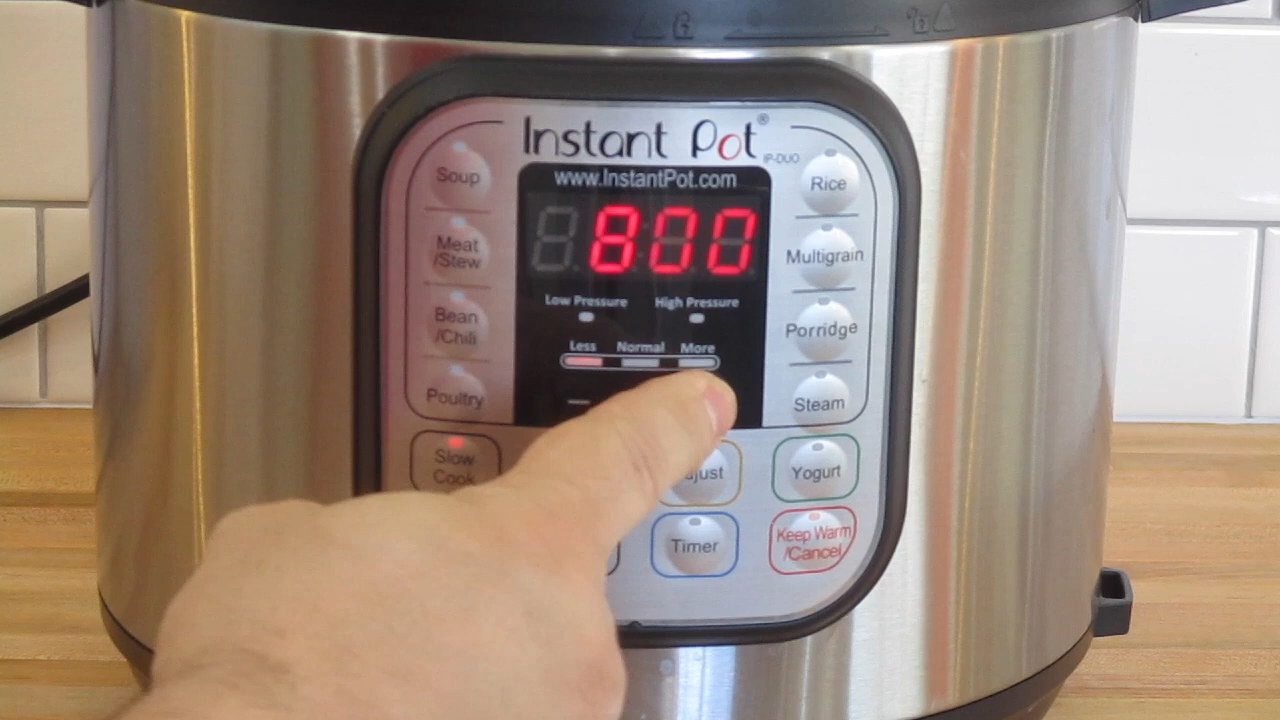 Instant Pot®
IP-DUO
www.InstantPot.com
800
Low Pressure High Pressure
Less Normal More
Soup
Meat
/Stew
Bean
/Chili
Poultry
Slow
Cook
Rice
Multigrain
Porridge
Steam
Yogurt
Timer
Keep Warm
/Cancel